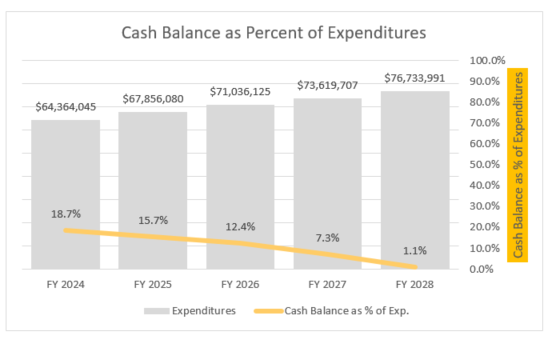 Cash Balance as Percent of Expenditures
100.0%
90.0%
80.0%
70.0%
60.0%
50.0%
40.0%
30.0%
20.0%
10.0%
0.0%
Cash Balance as % of Expenditures
$64,364,045
$67,856,080
$71,036,125
$73,619,707
$76,733,991
18.7%
15.7%
12.4%
7.3%
1.1%
FY 2024
FY 2025
FY 2026
FY 2027
FY 2028
Expenditures
Cash Balance as % of Exp.